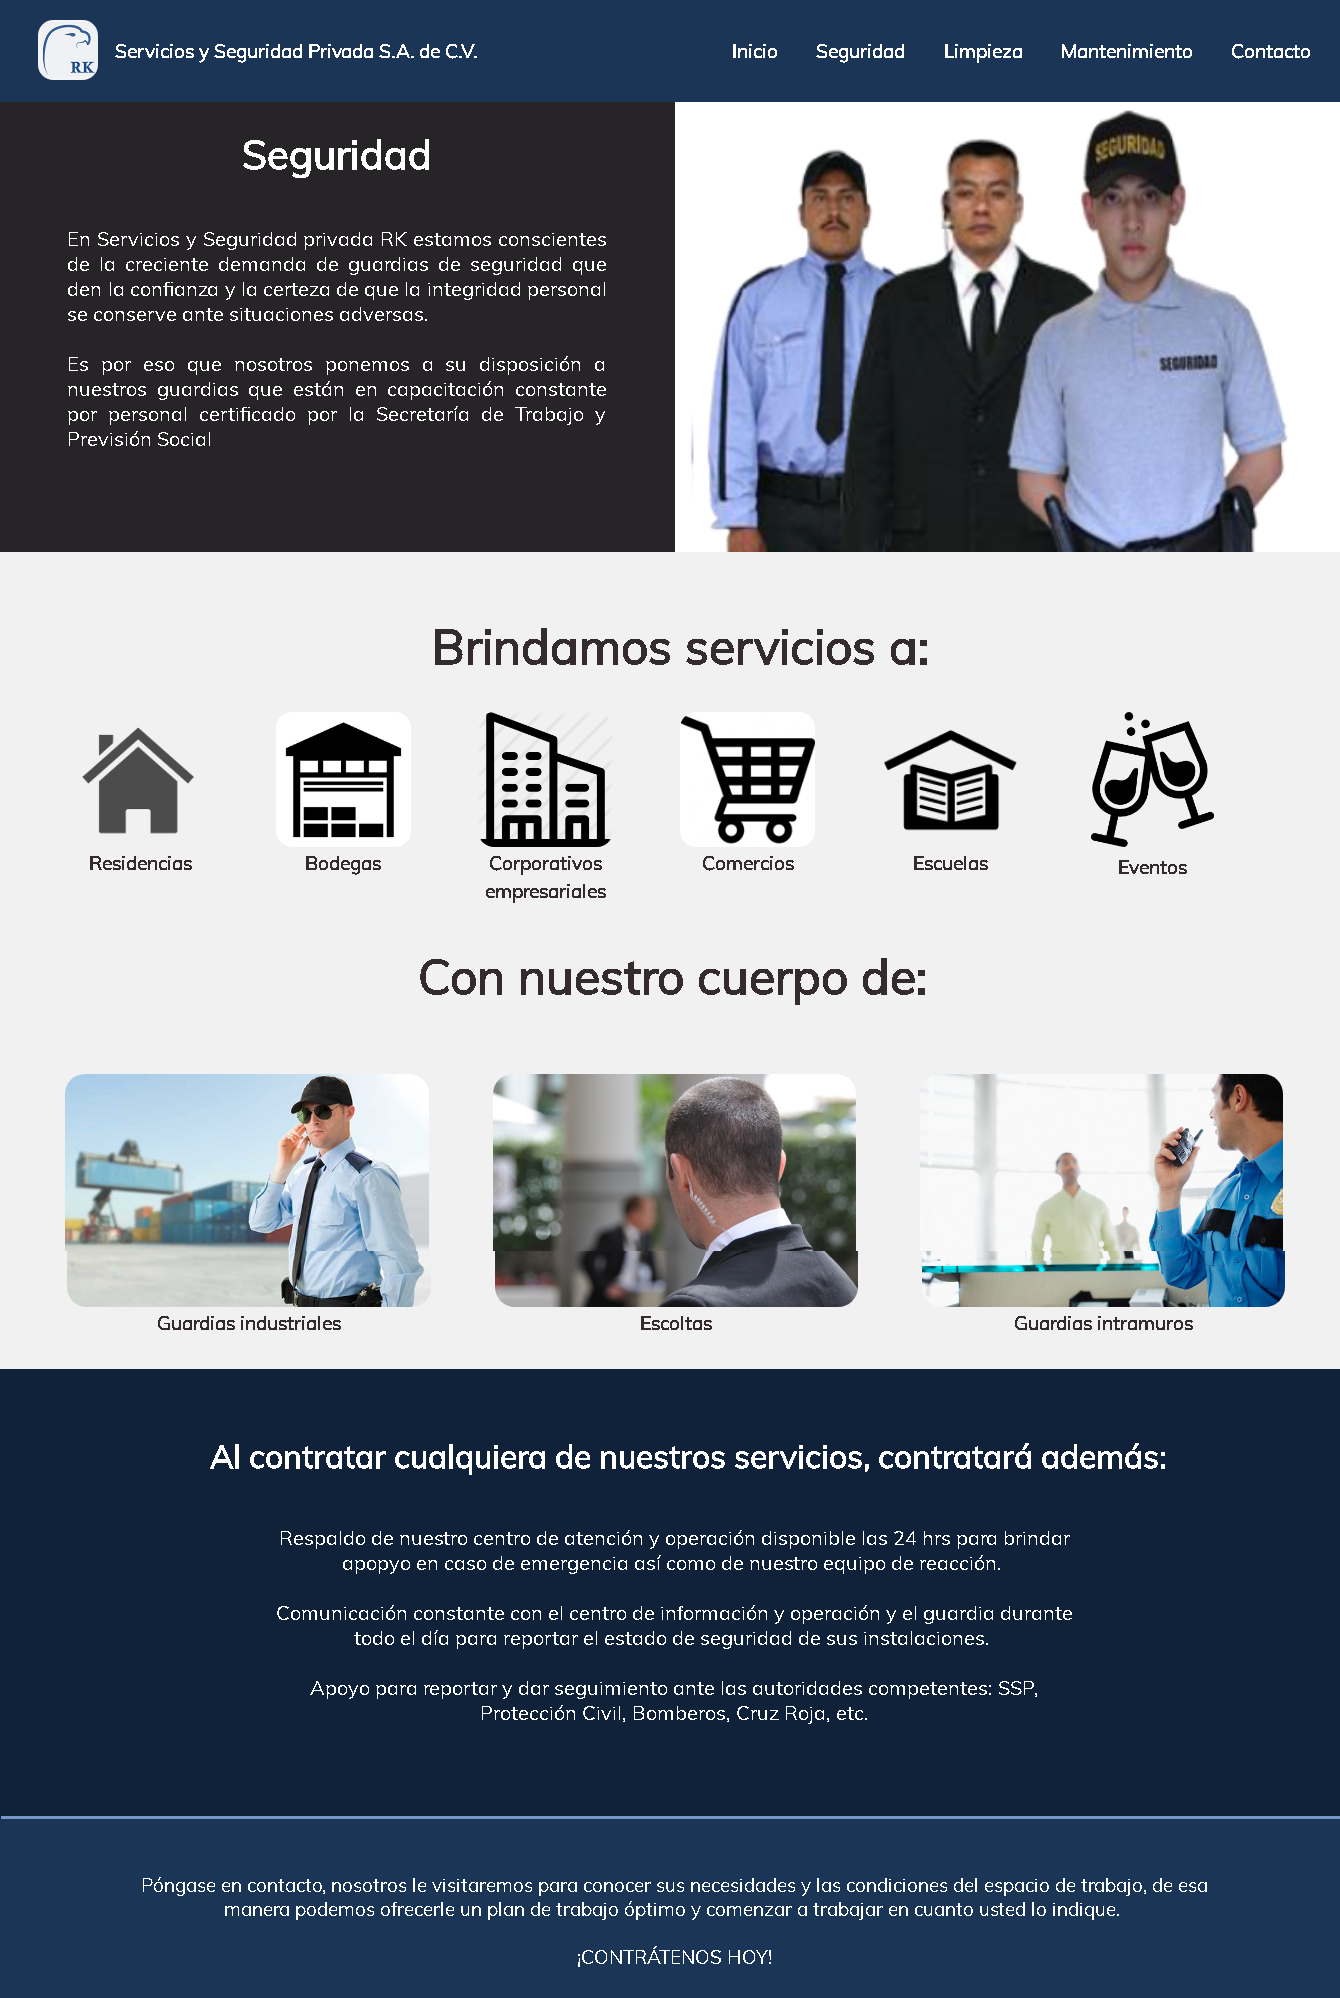 RK
Servicios y Seguridad Privada S.A. de C.V.
Inicio
Seguridad
Limpieza
Mantenimiento
Contacto
Seguridad
En Servicios y Seguridad privada RK estamos conscientes
de la creciente demanda de guardias de seguridad que
den la confianza y la certeza de que la integridad personal
se conserve ante situaciones adversas.
Es por eso que nosotros ponemos a su disposición a
nuestros guardias que están en capacitación constante
por personal certificado por la Secretaría de Trabajo y
Previsión Social
SEGURIDAD
SEGURIDAD
Brindamos servicios a:
Residencias
Bodegas
Corporativos
empresariales
Comercios
Escuelas
Eventos
Con nuestro cuerpo de:
Guardias industriales
Escoltas
Guardias intramuros
Al contratar cualquiera de nuestros servicios, contratará además:
Respaldo de nuestro centro de atención y operación disponible las 24 hrs para brindar
apopyo en caso de emergencia así como de nuestro equipo de reacción.
Comunicación constante con el centro de información y operación y el guardia durante
todo el día para reportar el estado de seguridad de sus instalaciones.
Apoyo para reportar y dar seguimiento ante las autoridades competentes: SSP,
Protección Civil, Bomberos, Cruz Roja, etc.
Póngase en contacto, nosotros le visitaremos para conocer sus necesidades y las condiciones del espacio de trabajo, de esa
manera podemos ofrecerle un plan de trabajo óptimo y comenzar a trabajar en cuanto usted lo indique.
¡CONTRÁTENOS HOY!